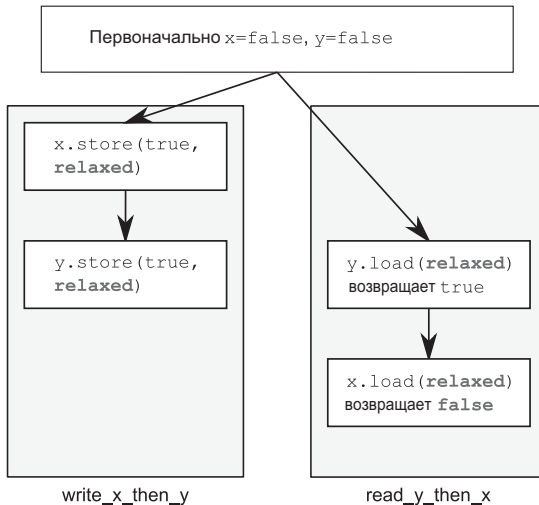 Первоначально x=false, y=false
x.store(true,
relaxed)
y.store(true,
relaxed)
y.load(relaxed)
возвращает true
x.load(relaxed)
возвращает false
write_x_then_y
read_y_then_x